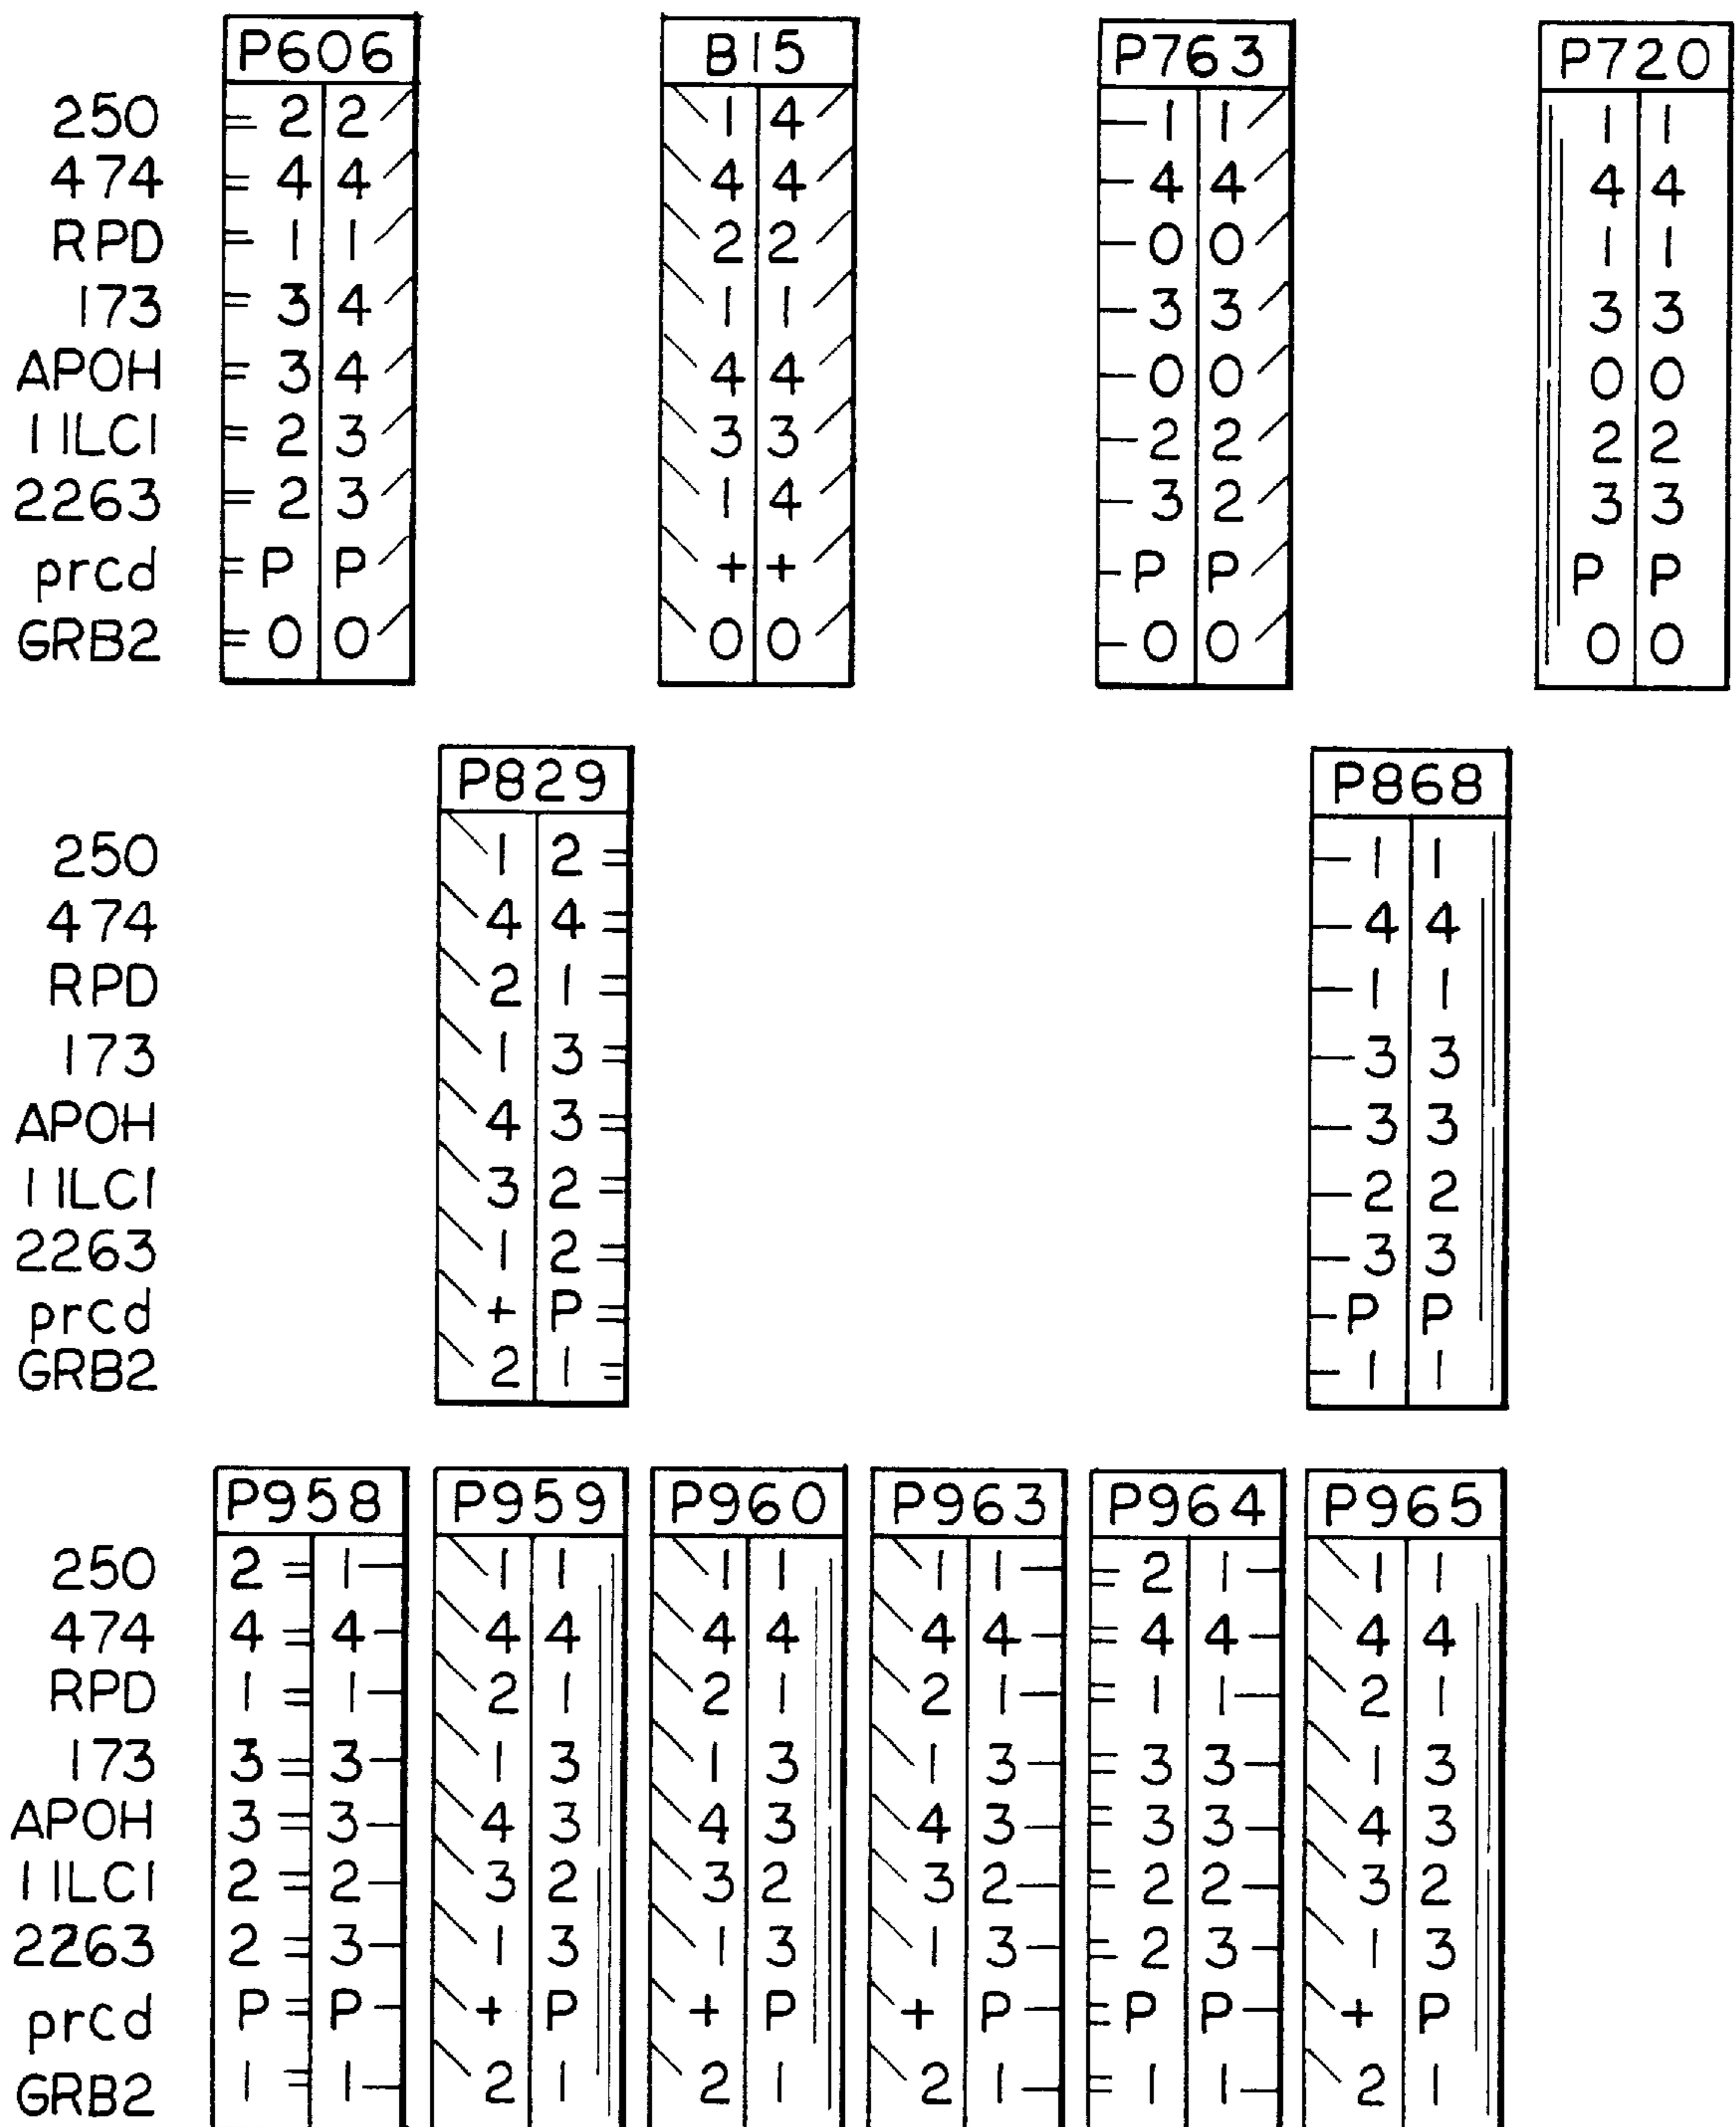 P606 B15 P763 P720
250 2 2 1 4 1 1 1 1
474 4 4 4 4 4 4 4 4
RPD 1 1 2 2 0 0 1 1
173 3 4 1 1 3 3 3 3
APOH 3 4 4 4 0 0 0 0
11LC1 2 3 3 3 2 2 2 2
2263 2 3 1 4 3 2 3 3
prcd P P + + P P P P
GRB2 0 0 0 0 0 0 0 0
P829 P868
250 1 2 1 1
474 4 4 4 4
RPD 2 1 1 1
173 1 3 3 3
APOH 4 3 3 3
11LC1 3 2 2 2
2263 1 2 3 3
prcd + P P P
GRB2 2 1 1 1
P958 P959 P960 P963 P964 P965
250 2 1 1 1 1 1 1 1 2 1 1 1
474 4 4 4 4 4 4 4 4 4 4 4 4
RPD 1 1 2 1 2 1 2 1 1 1 2 1
173 3 3 1 3 1 3 1 3 3 3 1 3
APOH 3 3 4 3 4 3 4 3 3 3 4 3
11LC1 2 2 3 2 3 2 3 2 2 2 3 2
2263 2 3 1 3 1 3 1 3 2 3 1 3
prcd P P + P + P + P P P + P
GRB2 1 1 2 1 2 1 2 1 1 1 2 1